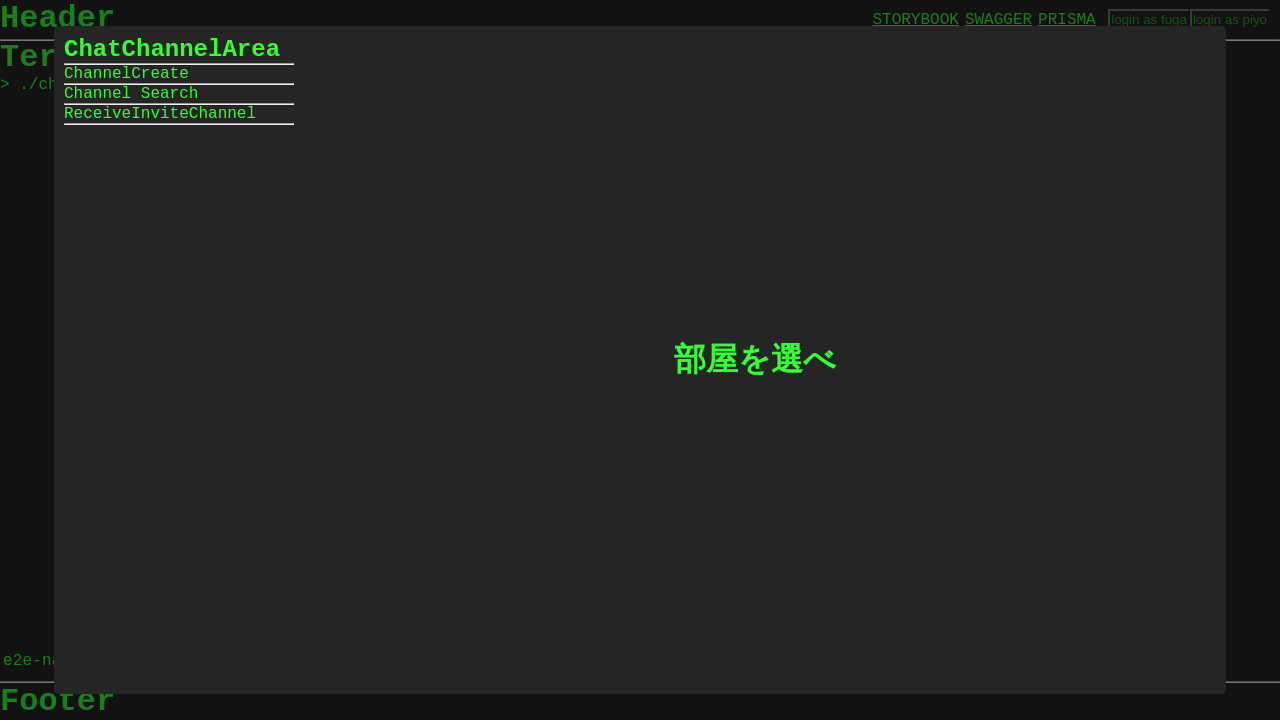 Header
STORYBOOK SWAGGER PRISMA login as fuga login as piyo
Ter
> ./ch
ChatChannelArea
ChannelCreate
Channel Search
ReceiveInviteChannel
部屋を選べ
e2e-na
Footer